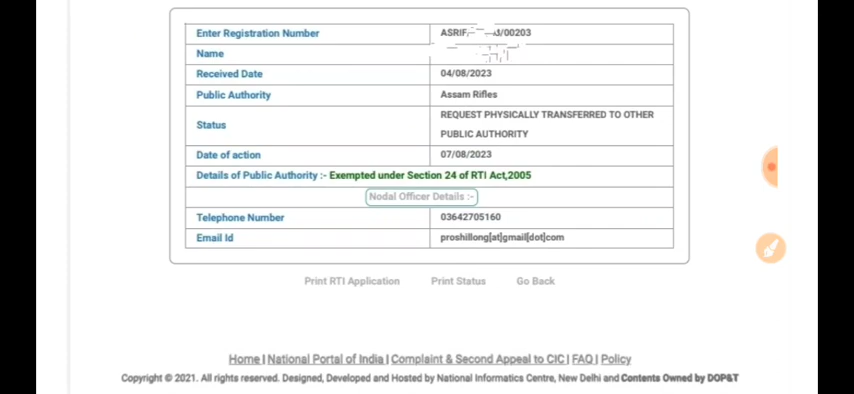 Enter Registration Number ASRIF /00203
Name
Received Date 04/08/2023
Public Authority Assam Rifles
Status REQUEST PHYSICALLY TRANSFERRED TO OTHER
PUBLIC AUTHORITY
Date of action 07/08/2023
Details of Public Authority :- Exempted under Section 24 of RTI Act,2005
Nodal Officer Details :-
Telephone Number 03642705160
Email Id proshillong[at]gmail[dot]com
Print RTI Application Print Status Go Back
Home | National Portal of India | Complaint & Second Appeal to CIC | FAQ | Policy
Copyright © 2021. All rights reserved. Designed, Developed and Hosted by National Informatics Centre, New Delhi and Contents Owned by DOP&T